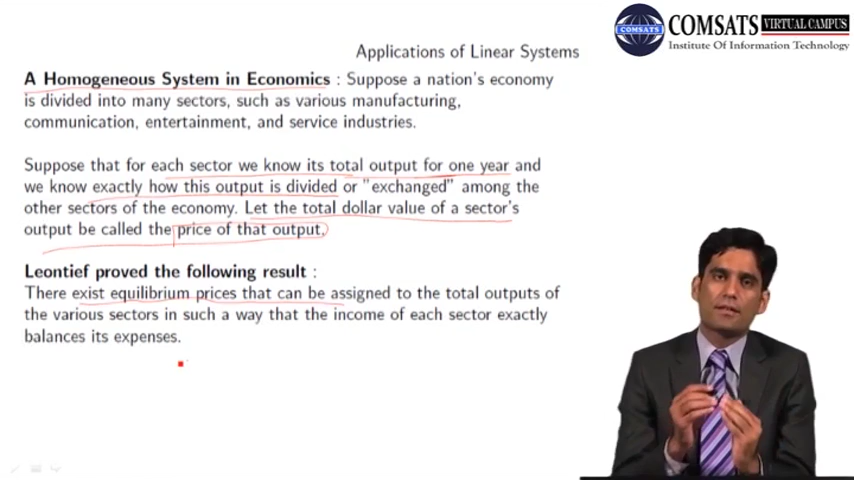 COMSATS VIRTUAL CAMPUS
Institute Of Information Technology
Applications of Linear Systems
A Homogeneous System in Economics : Suppose a nation's economy
is divided into many sectors, such as various manufacturing,
communication, entertainment, and service industries.
Suppose that for each sector we know its total output for one year and
we know exactly how this output is divided or "exchanged" among the
other sectors of the economy. Let the total dollar value of a sector's
output be called the price of that output.
Leontief proved the following result :
There exist equilibrium prices that can be assigned to the total outputs of
the various sectors in such a way that the income of each sector exactly
balances its expenses.